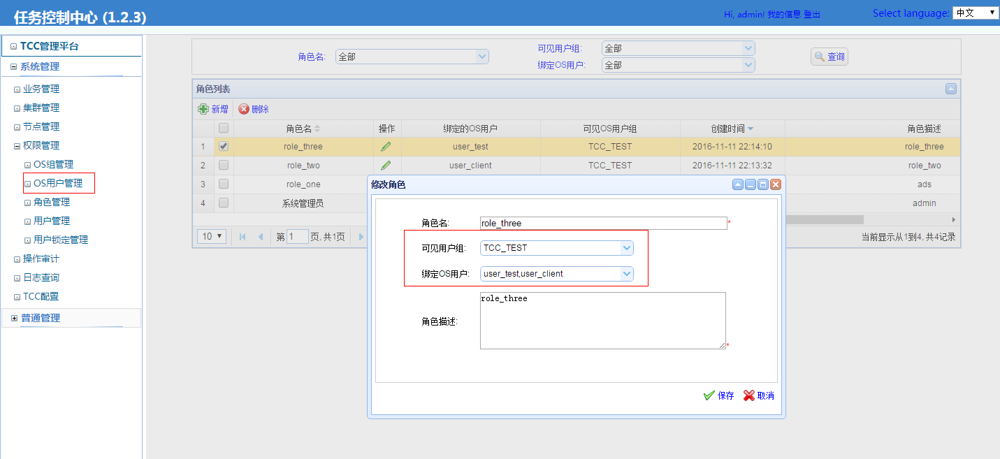 任务控制中心 (1.2.3)
Hi, admin! 我的信息 登出
Select language: 中文
TCC管理平台
系统管理
业务管理
集群管理
节点管理
权限管理
OS组管理
OS用户管理
角色管理
用户管理
用户锁定管理
操作审计
日志查询
TCC配置
普通管理
角色名: 全部
可见用户组: 全部
绑定OS用户: 全部
查询
角色列表
新增 删除
角色名 操作 绑定的OS用户 可见OS用户组 创建时间 角色描述
1 role_three user_test TCC_TEST 2016-11-11 22:14:10 role_three
2 role_two user_client TCC_TEST 2016-11-11 22:13:32 role_two
3 role_one ads
4 系统管理员 admin
10 第 1 页, 共1页 当前显示从1到4, 共4记录
修改角色
角色名: role_three *
可见用户组: TCC_TEST
绑定OS用户: user_test,user_client
角色描述: role_three *
保存 取消